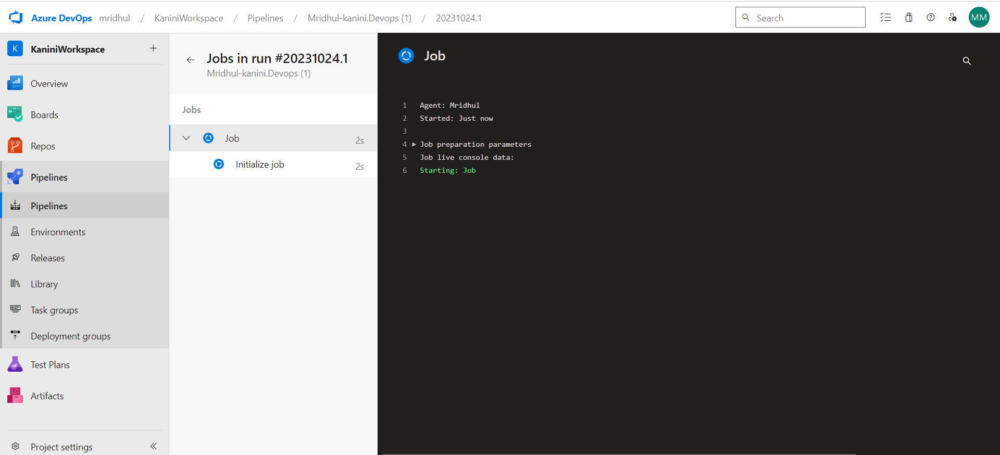 Azure DevOps mridhul / KaniniWorkspace / Pipelines / Mridhul-kanini.Devops (1) / 20231024.1
Search
MM
K KaniniWorkspace
Overview
Boards
Repos
Pipelines
Pipelines
Environments
Releases
Library
Task groups
Deployment groups
Test Plans
Artifacts
Project settings
Jobs in run #20231024.1
Mridhul-kanini.Devops (1)
Jobs
Job 2s
Initialize job 2s
Job
1 Agent: Mridhul
2 Started: Just now
3
4 Job preparation parameters
5 Job live console data:
6 Starting: Job